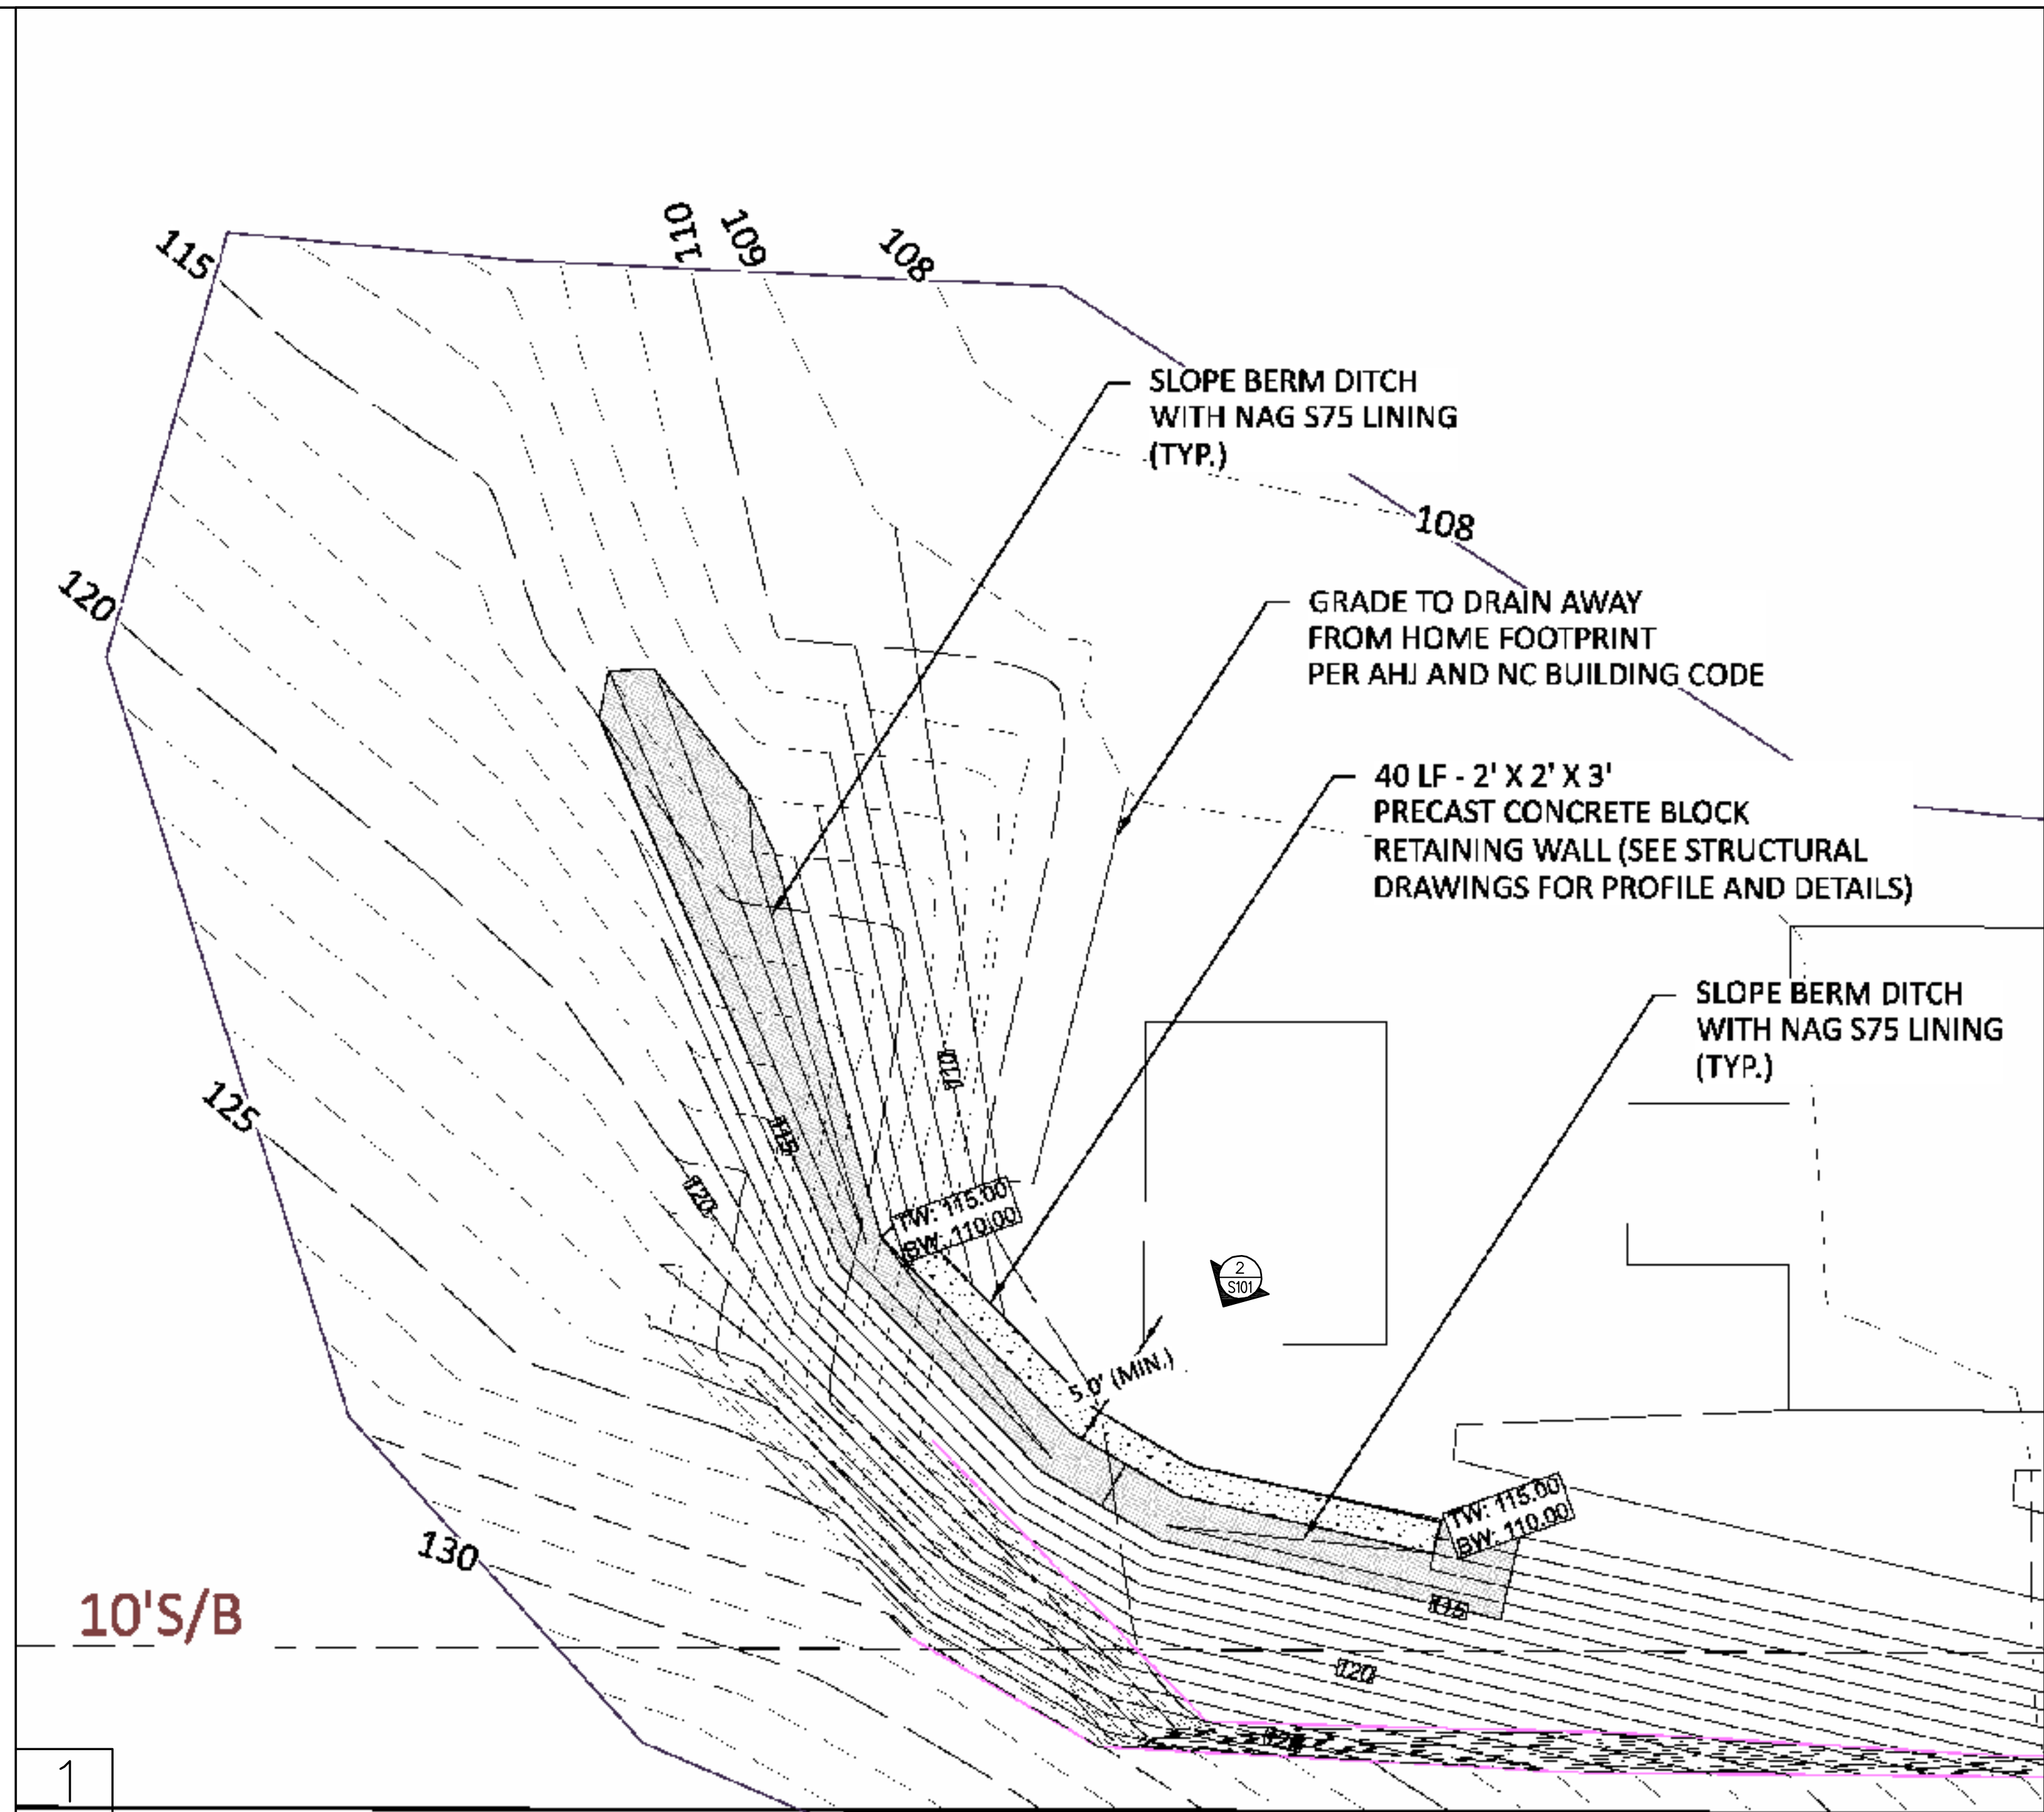 110
109
108
115
SLOPE BERM DITCH
WITH NAG S75 LINING
(TYP.)
108
120
GRADE TO DRAIN AWAY
FROM HOME FOOTPRINT
PER AHJ AND NC BUILDING CODE
40 LF - 2' X 2' X 3'
PRECAST CONCRETE BLOCK
RETAINING WALL (SEE STRUCTURAL
DRAWINGS FOR PROFILE AND DETAILS)
SLOPE BERM DITCH
WITH NAG S75 LINING
(TYP.)
110
125
115
120
TW: 115.00
BW: 110.00
2
S101
5.0' (MIN.)
TW: 115.00
BW: 110.00
130
115
10'S/B
120
1